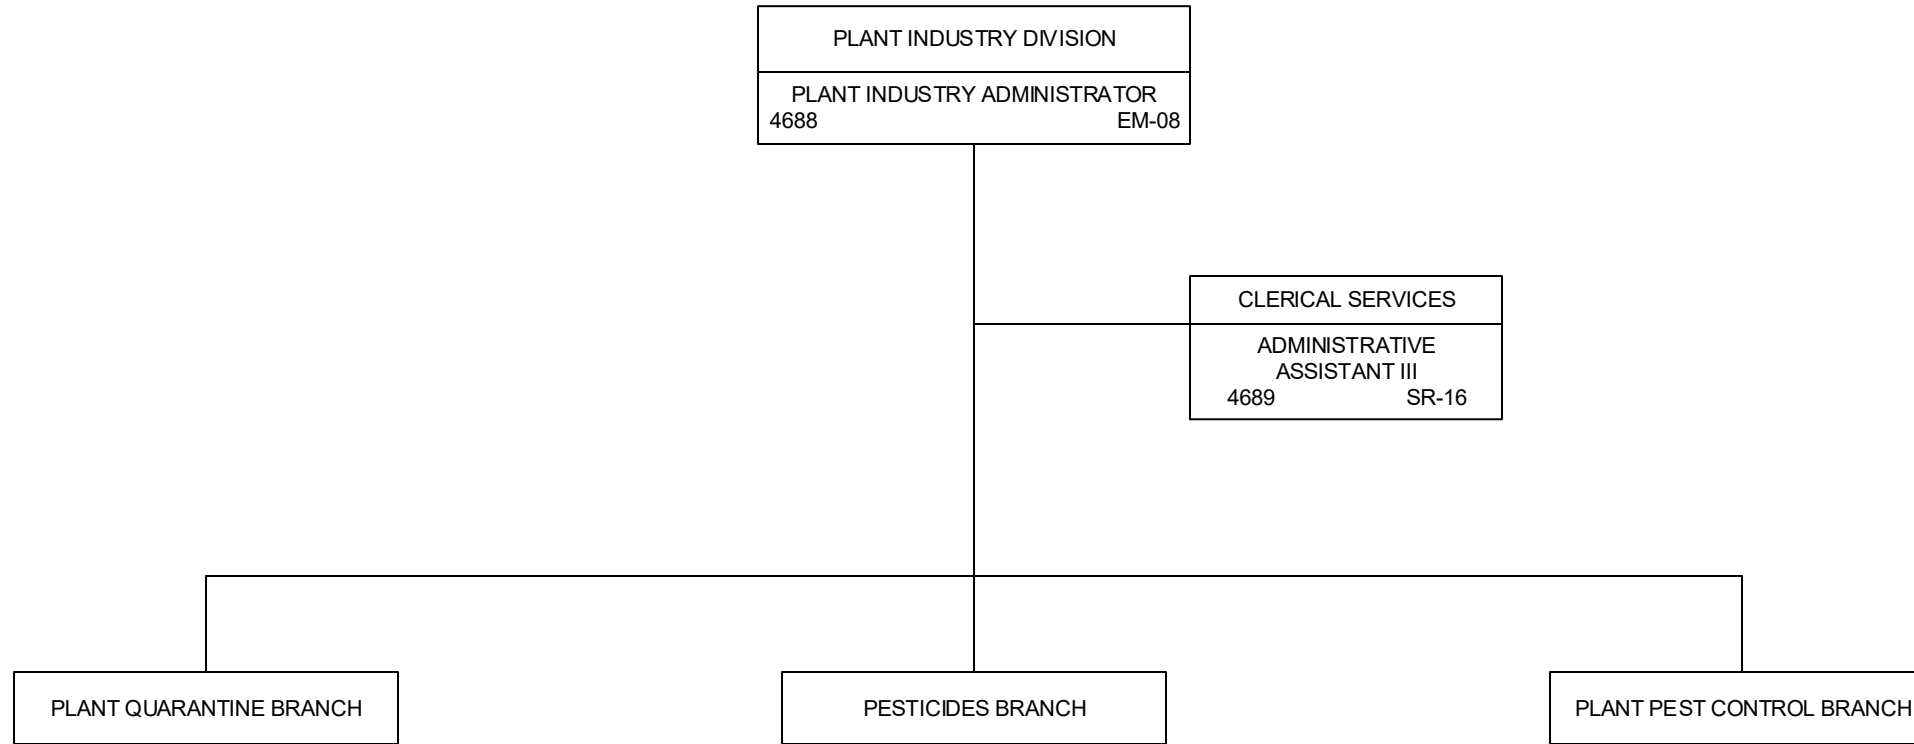 PLANT INDUSTRY DIVISION
PLANT INDUSTRY ADMINISTRATOR
4688 EM-08
CLERICAL SERVICES
ADMINISTRATIVE
ASSISTANT III
4689 SR-16
PLANT QUARANTINE BRANCH
PESTICIDES BRANCH
PLANT PEST CONTROL BRANCH